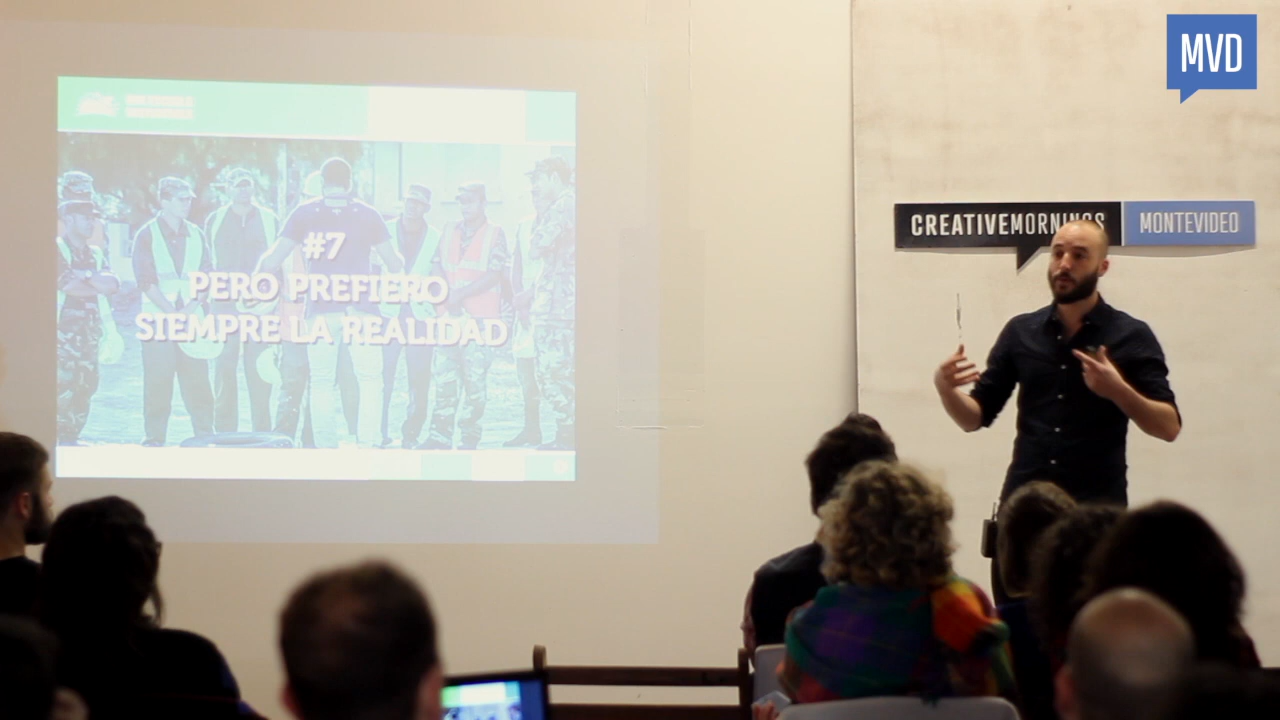 MVD
CREATIVEMORNINGS
MONTEVIDEO
#7
PERO PREFIERO
SIEMPRE LA REALIDAD